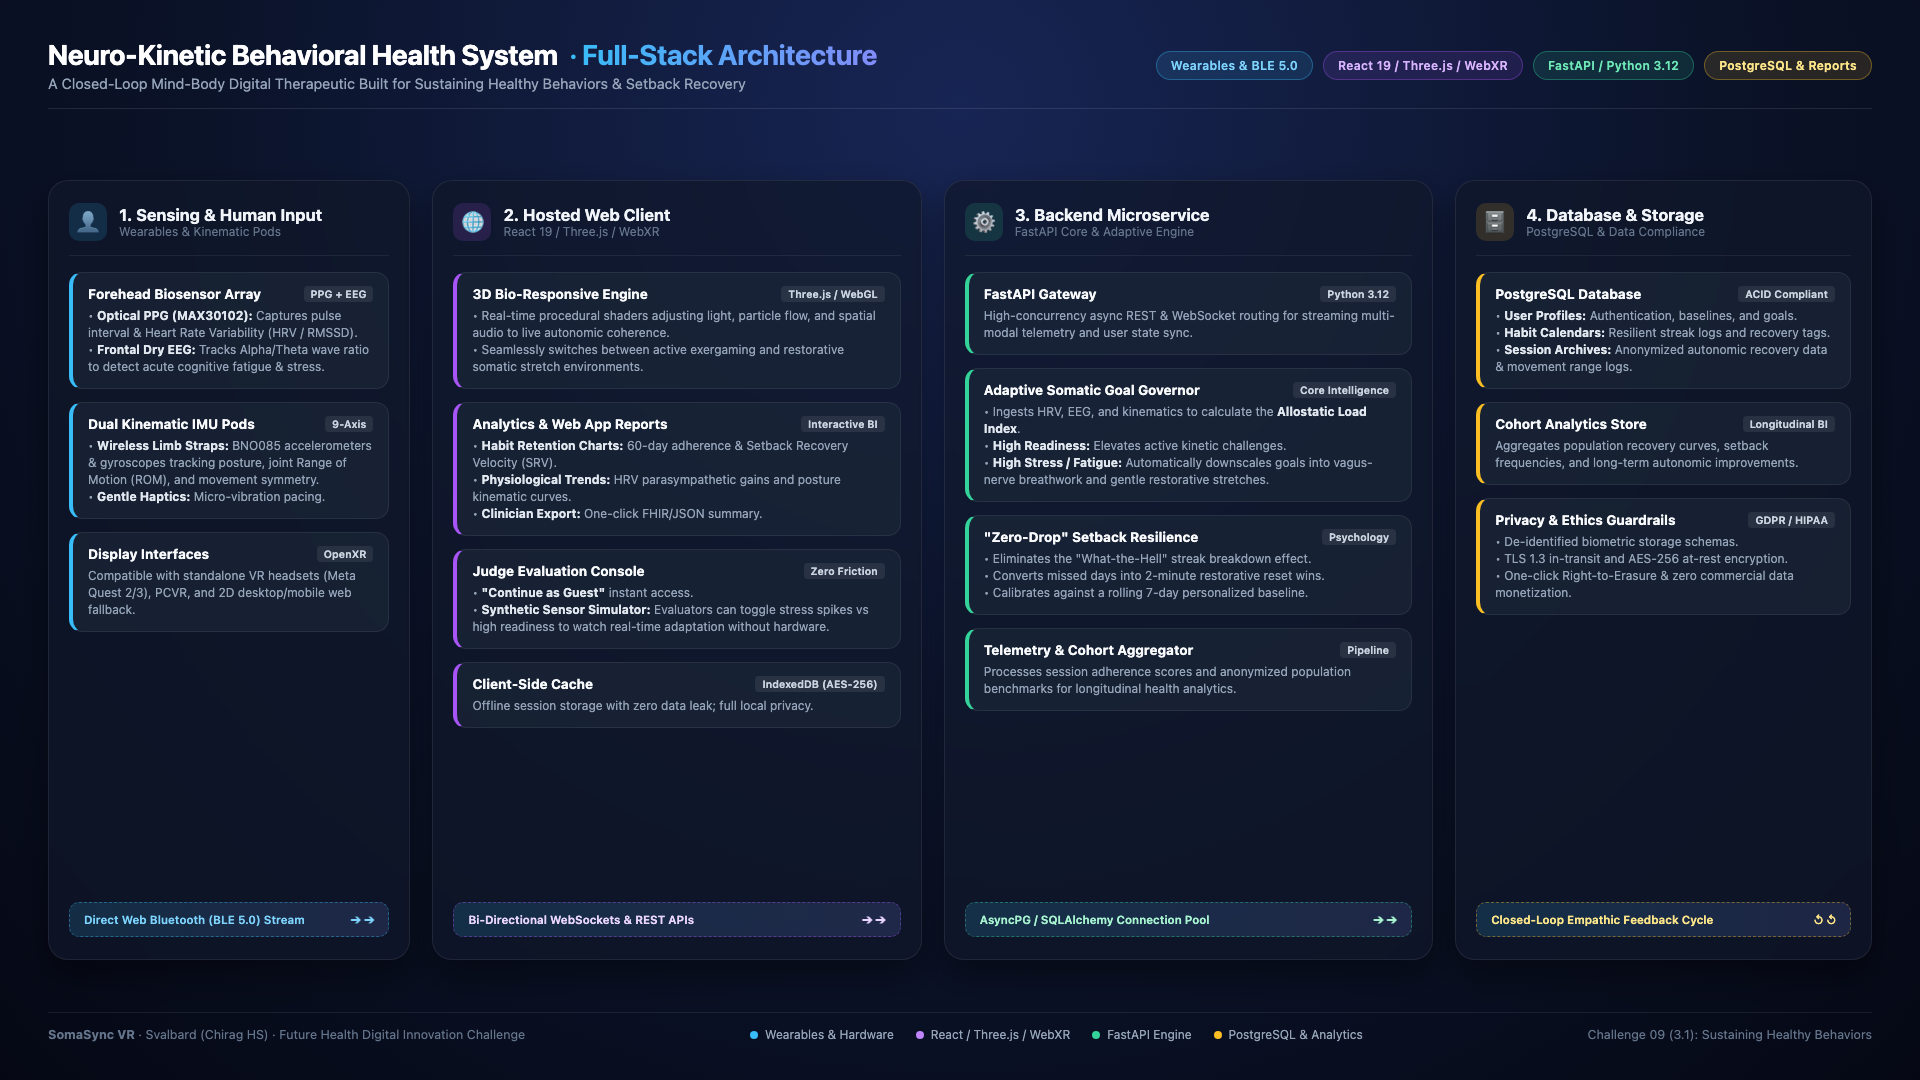 Neuro-Kinetic Behavioral Health System · Full-Stack Architecture
A Closed-Loop Mind-Body Digital Therapeutic Built for Sustaining Healthy Behaviors & Setback Recovery
Wearables & BLE 5.0
React 19 / Three.js / WebXR
FastAPI / Python 3.12
PostgreSQL & Reports
1. Sensing & Human Input
Wearables & Kinematic Pods
Forehead Biosensor Array
PPG + EEG
• Optical PPG (MAX30102): Captures pulse
interval & Heart Rate Variability (HRV / RMSSD).
• Frontal Dry EEG: Tracks Alpha/Theta wave ratio
to detect acute cognitive fatigue & stress.
Dual Kinematic IMU Pods
9-Axis
• Wireless Limb Straps: BNO085 accelerometers
& gyroscopes tracking posture, joint Range of
Motion (ROM), and movement symmetry.
• Gentle Haptics: Micro-vibration pacing.
Display Interfaces
OpenXR
Compatible with standalone VR headsets (Meta
Quest 2/3), PCVR, and 2D desktop/mobile web
fallback.
Direct Web Bluetooth (BLE 5.0) Stream ➔➔
2. Hosted Web Client
React 19 / Three.js / WebXR
3D Bio-Responsive Engine
Three.js / WebGL
• Real-time procedural shaders adjusting light, particle flow, and spatial
audio to live autonomic coherence.
• Seamlessly switches between active exergaming and restorative
somatic stretch environments.
Analytics & Web App Reports
Interactive BI
• Habit Retention Charts: 60-day adherence & Setback Recovery
Velocity (SRV).
• Physiological Trends: HRV parasympathetic gains and posture
kinematic curves.
• Clinician Export: One-click FHIR/JSON summary.
Judge Evaluation Console
Zero Friction
• "Continue as Guest" instant access.
• Synthetic Sensor Simulator: Evaluators can toggle stress spikes vs
high readiness to watch real-time adaptation without hardware.
Client-Side Cache
IndexedDB (AES-256)
Offline session storage with zero data leak; full local privacy.
Bi-Directional WebSockets & REST APIs ➔➔
3. Backend Microservice
FastAPI Core & Adaptive Engine
FastAPI Gateway
Python 3.12
High-concurrency async REST & WebSocket routing for streaming multi-
modal telemetry and user state sync.
Adaptive Somatic Goal Governor
Core Intelligence
• Ingests HRV, EEG, and kinematics to calculate the Allostatic Load
Index.
• High Readiness: Elevates active kinetic challenges.
• High Stress / Fatigue: Automatically downscales goals into vagus-
nerve breathwork and gentle restorative stretches.
"Zero-Drop" Setback Resilience
Psychology
• Eliminates the "What-the-Hell" streak breakdown effect.
• Converts missed days into 2-minute restorative reset wins.
• Calibrates against a rolling 7-day personalized baseline.
Telemetry & Cohort Aggregator
Pipeline
Processes session adherence scores and anonymized population
benchmarks for longitudinal health analytics.
AsyncPG / SQLAlchemy Connection Pool ➔➔
4. Database & Storage
PostgreSQL & Data Compliance
PostgreSQL Database
ACID Compliant
• User Profiles: Authentication, baselines, and goals.
• Habit Calendars: Resilient streak logs and recovery tags.
• Session Archives: Anonymized autonomic recovery data
& movement range logs.
Cohort Analytics Store
Longitudinal BI
Aggregates population recovery curves, setback
frequencies, and long-term autonomic improvements.
Privacy & Ethics Guardrails
GDPR / HIPAA
• De-identified biometric storage schemas.
• TLS 1.3 in-transit and AES-256 at-rest encryption.
• One-click Right-to-Erasure & zero commercial data
monetization.
Closed-Loop Empathic Feedback Cycle ↺↺
SomaSync VR · Svalbard (Chirag HS) · Future Health Digital Innovation Challenge
Wearables & Hardware
React / Three.js / WebXR
FastAPI Engine
PostgreSQL & Analytics
Challenge 09 (3.1): Sustaining Healthy Behaviors